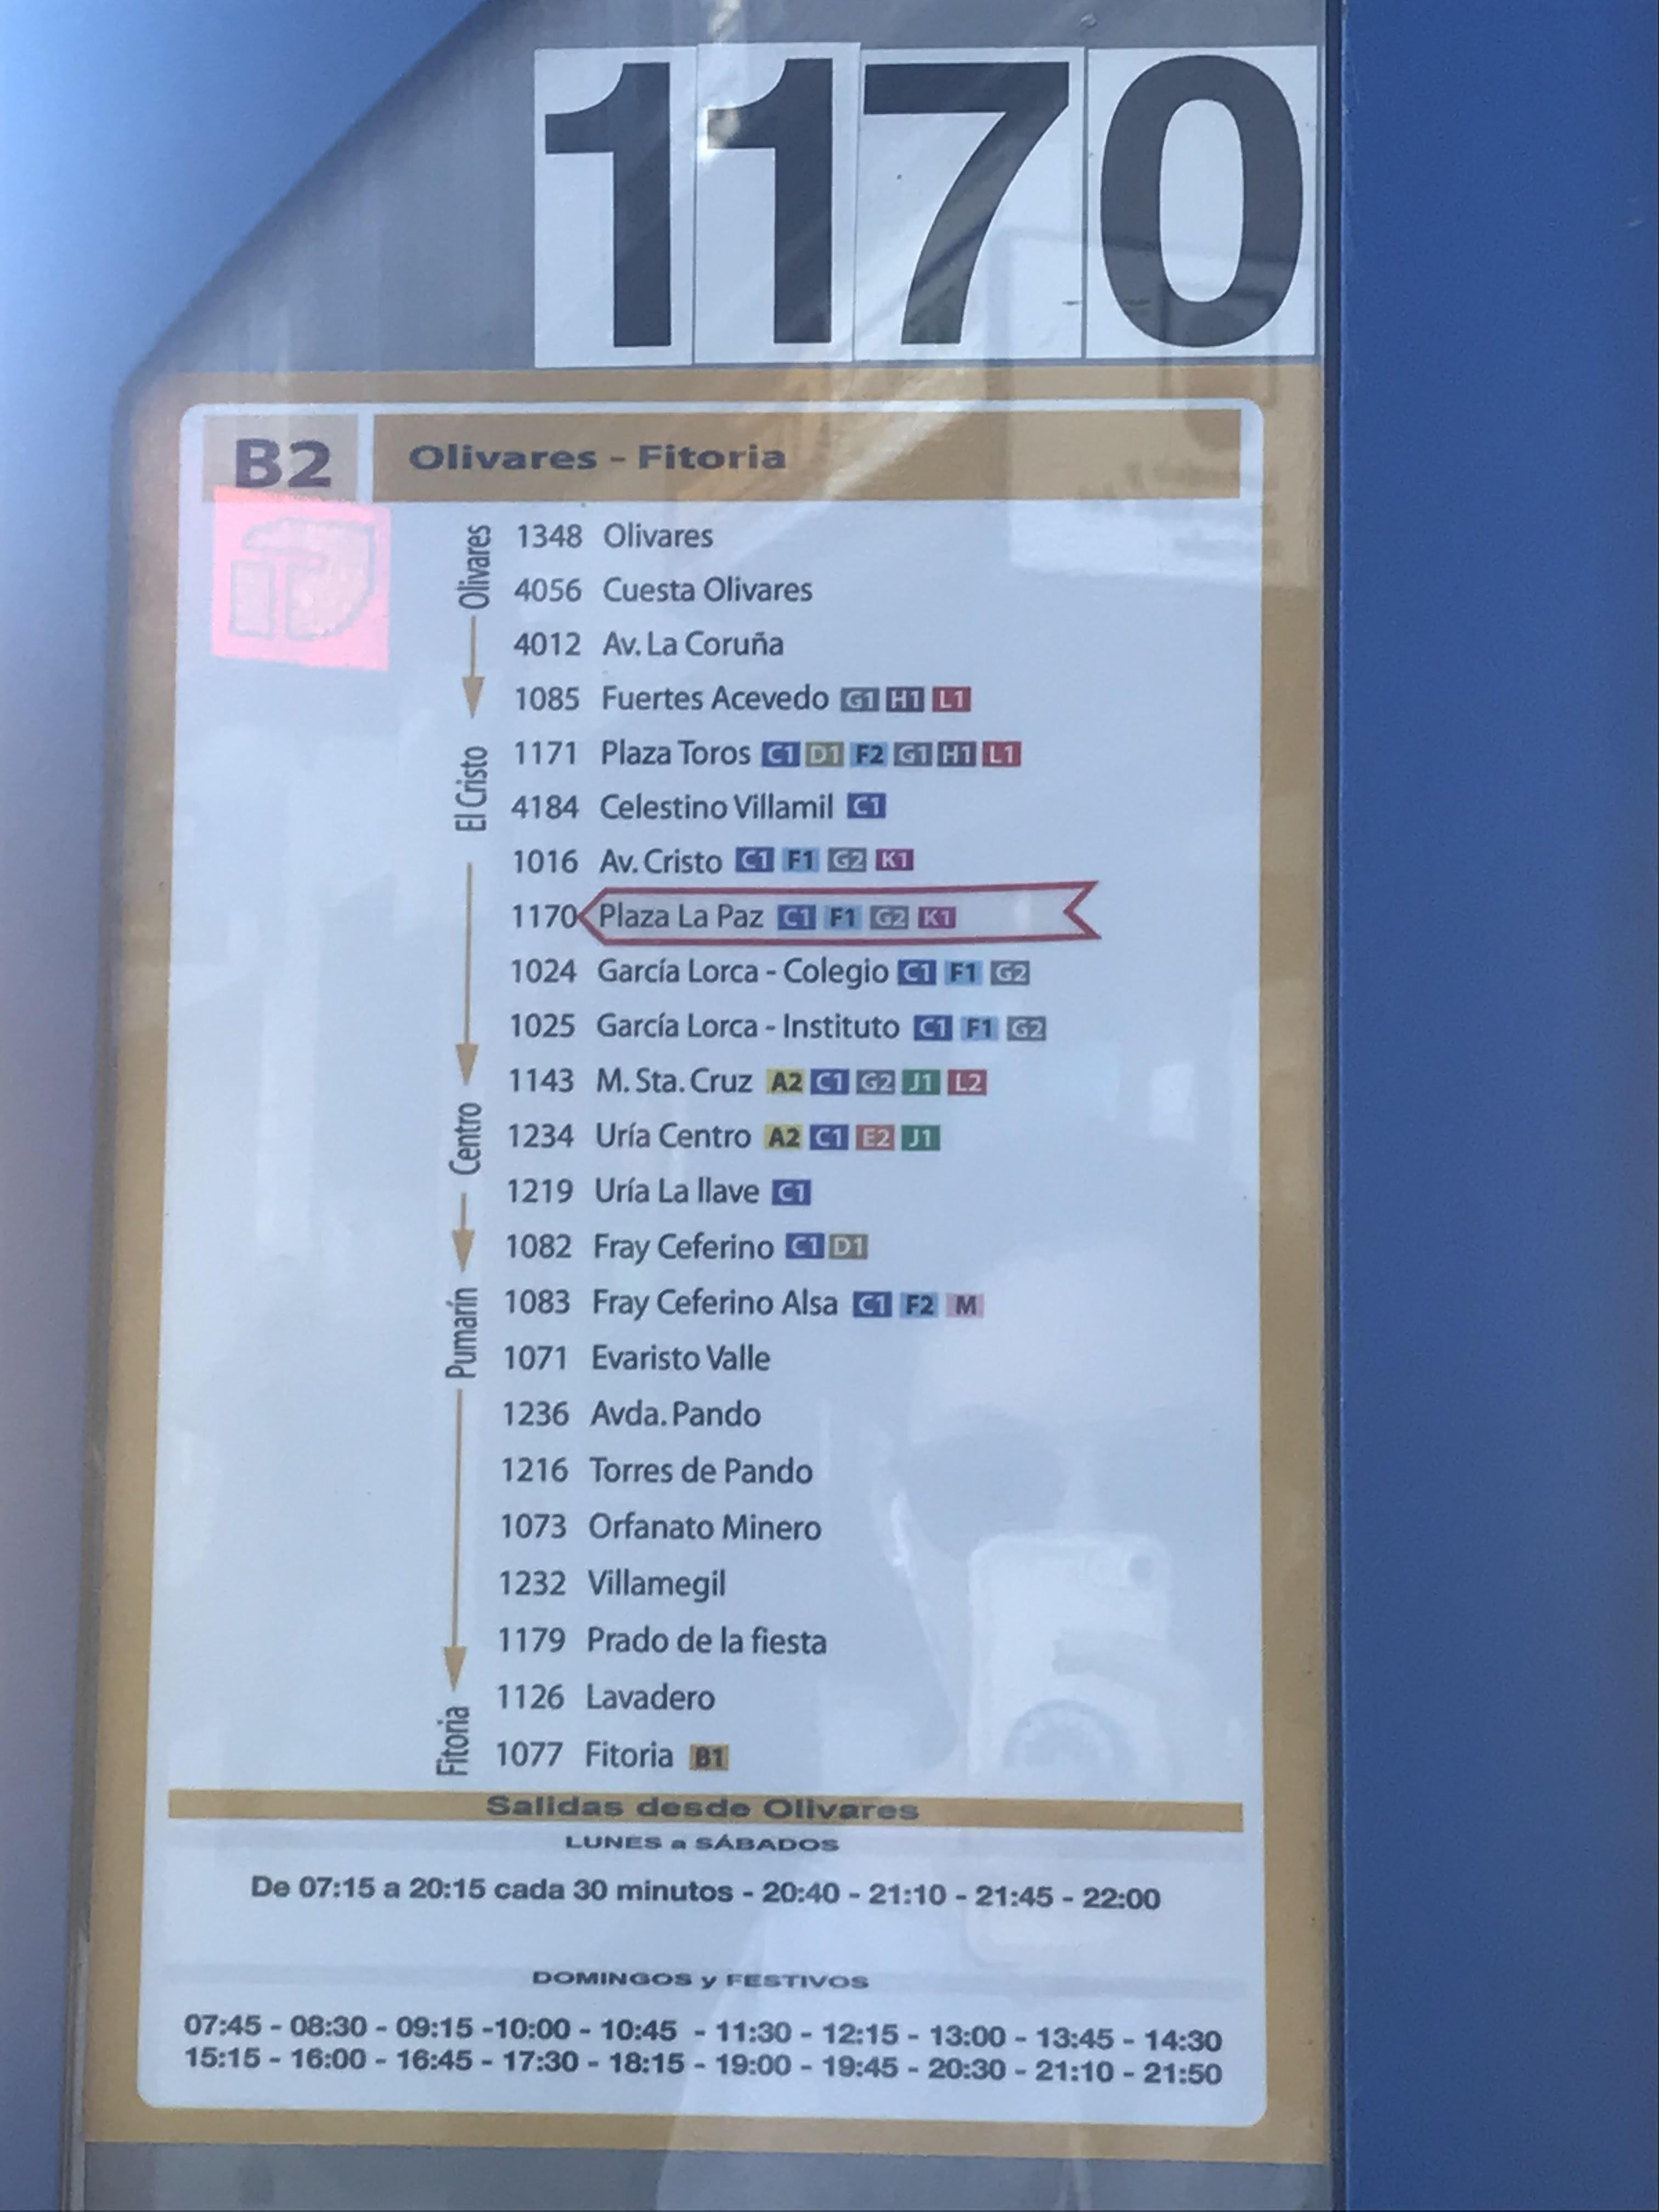 1170
B2 Olivares - Fitoria
Olivares
1348 Olivares
4056 Cuesta Olivares
4012 Av. La Coruña
1085 Fuertes Acevedo G1 H1 L1
El Cristo
1171 Plaza Toros C1 D1 F2 G1 H1 L1
4184 Celestino Villamil C1
1016 Av. Cristo C1 F1 G2 K1
1170 Plaza La Paz C1 F1 G2 K1
1024 García Lorca - Colegio C1 F1 G2
1025 García Lorca - Instituto C1 F1 G2
Centro
1143 M. Sta. Cruz A2 C1 G2 J1 L2
1234 Uría Centro A2 C1 E2 J1
1219 Uría La llave C1
1082 Fray Ceferino C1 D1
Pumarín
1083 Fray Ceferino Alsa C1 F2 M
1071 Evaristo Valle
1236 Avda. Pando
1216 Torres de Pando
1073 Orfanato Minero
1232 Villamegil
1179 Prado de la fiesta
1126 Lavadero
Fitoria
1077 Fitoria B1
Salidas desde Olivares
LUNES a SÁBADOS
De 07:15 a 20:15 cada 30 minutos - 20:40 - 21:10 - 21:45 - 22:00
DOMINGOS y FESTIVOS
07:45 - 08:30 - 09:15 -10:00 - 10:45 - 11:30 - 12:15 - 13:00 - 13:45 - 14:30
15:15 - 16:00 - 16:45 - 17:30 - 18:15 - 19:00 - 19:45 - 20:30 - 21:10 - 21:50